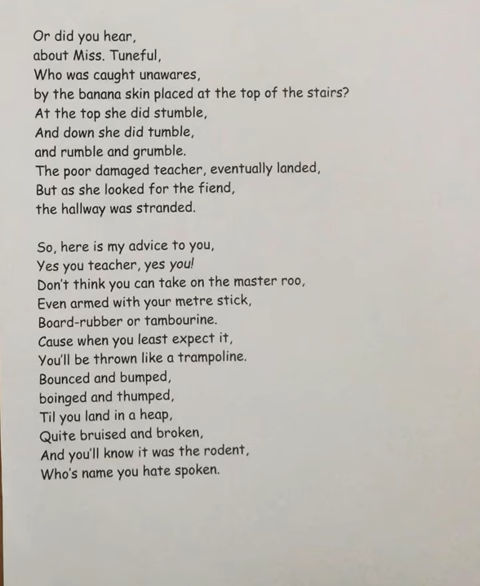 Or did you hear,
about Miss. Tuneful,
Who was caught unawares,
by the banana skin placed at the top of the stairs?
At the top she did stumble,
And down she did tumble,
and rumble and grumble.
The poor damaged teacher, eventually landed,
But as she looked for the fiend,
the hallway was stranded.
So, here is my advice to you,
Yes you teacher, yes you!
Don't think you can take on the master roo,
Even armed with your metre stick,
Board-rubber or tambourine.
Cause when you least expect it,
You'll be thrown like a trampoline.
Bounced and bumped,
boinged and thumped,
Til you land in a heap,
Quite bruised and broken,
And you'll know it was the rodent,
Who's name you hate spoken.